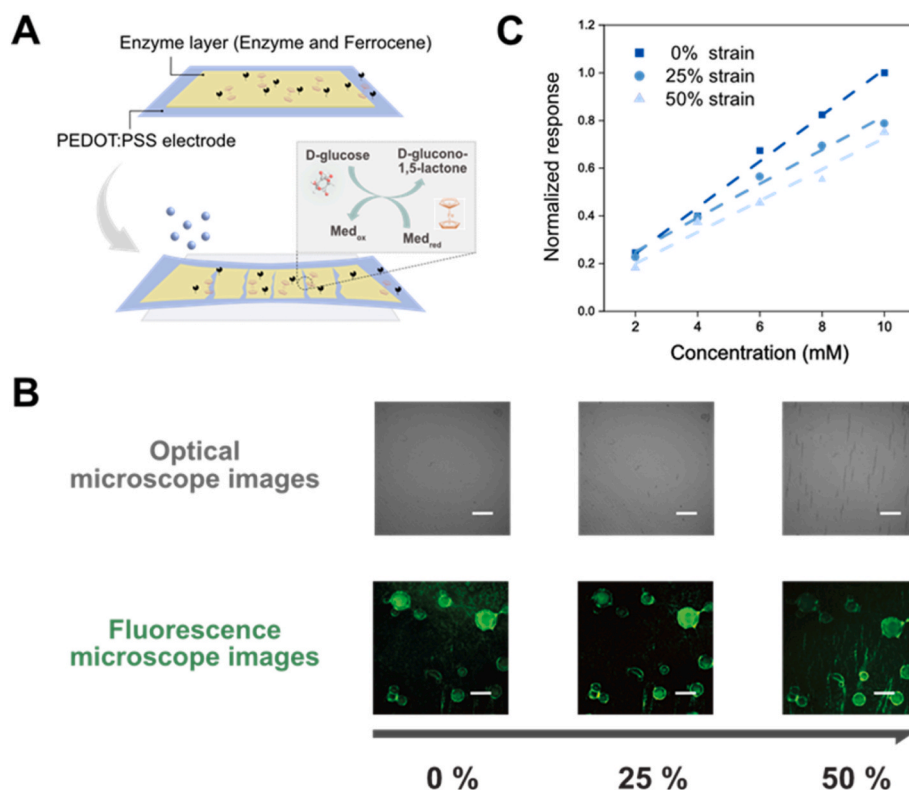 A
Enzyme layer (Enzyme and Ferrocene)
PEDOT:PSS electrode
D-glucose
D-glucono-
1,5-lactone
Medox
Medred
C
1.2
1.0
0.8
0.6
0.4
0.2
0.0
Normalized response
0% strain
25% strain
50% strain
2
4
6
8
10
Concentration (mM)
B
Optical
microscope images
Fluorescence
microscope images
0 %
25 %
50 %